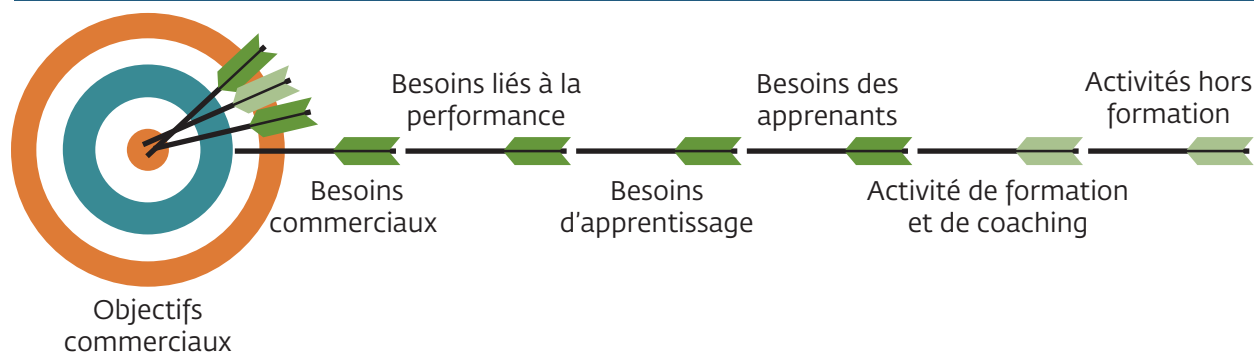 Besoins liés à la
performance
Besoins des
apprenants
Activités hors
formation
Besoins
commerciaux
Besoins
d'apprentissage
Activité de formation
et de coaching
Objectifs
commerciaux